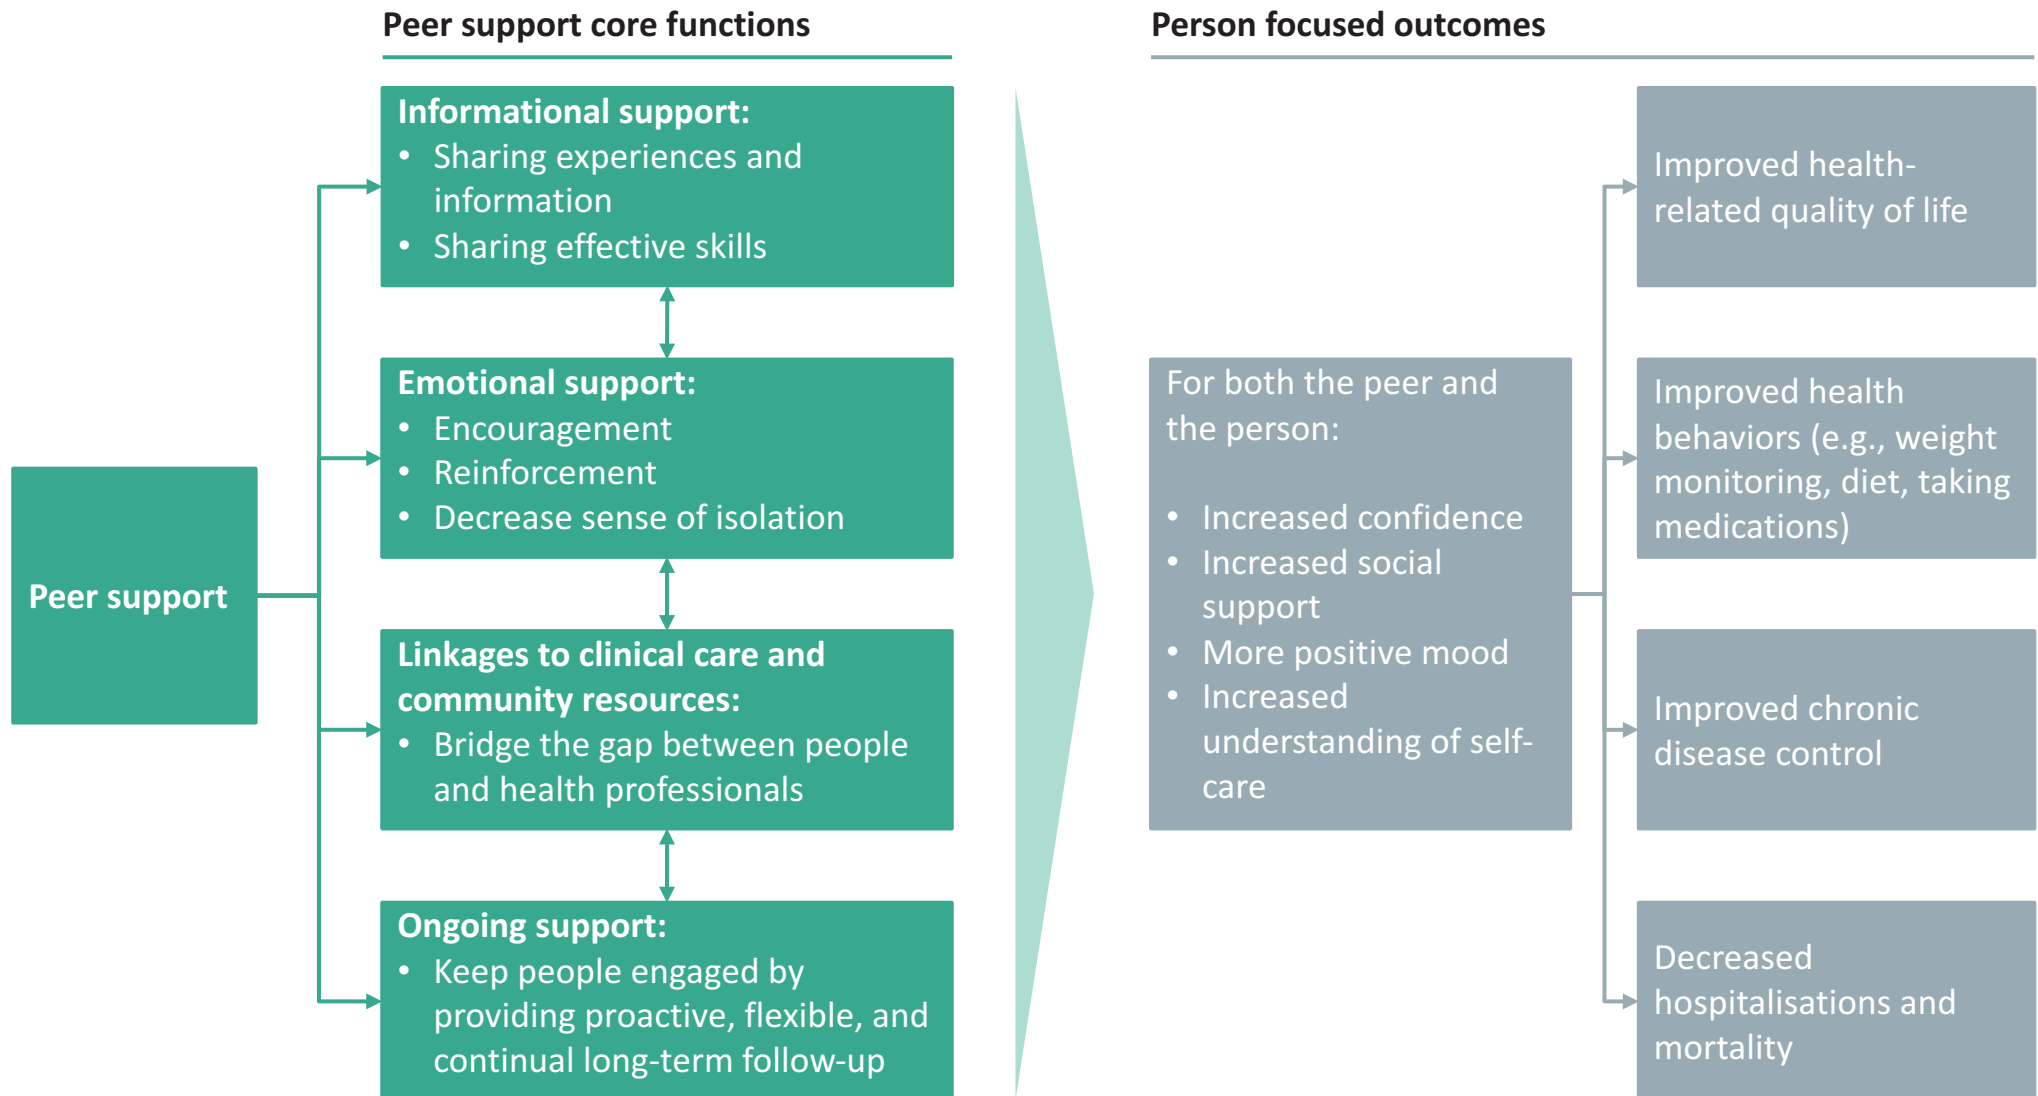 Peer support core functions
Person focused outcomes
Peer support
Informational support:
• Sharing experiences and
information
• Sharing effective skills
Emotional support:
• Encouragement
• Reinforcement
• Decrease sense of isolation
Linkages to clinical care and
community resources:
• Bridge the gap between people
and health professionals
Ongoing support:
• Keep people engaged by
providing proactive, flexible, and
continual long-term follow-up
For both the peer and
the person:
• Increased confidence
• Increased social
support
• More positive mood
• Increased
understanding of self-
care
Improved health-
related quality of life
Improved health
behaviors (e.g., weight
monitoring, diet, taking
medications)
Improved chronic
disease control
Decreased
hospitalisations and
mortality